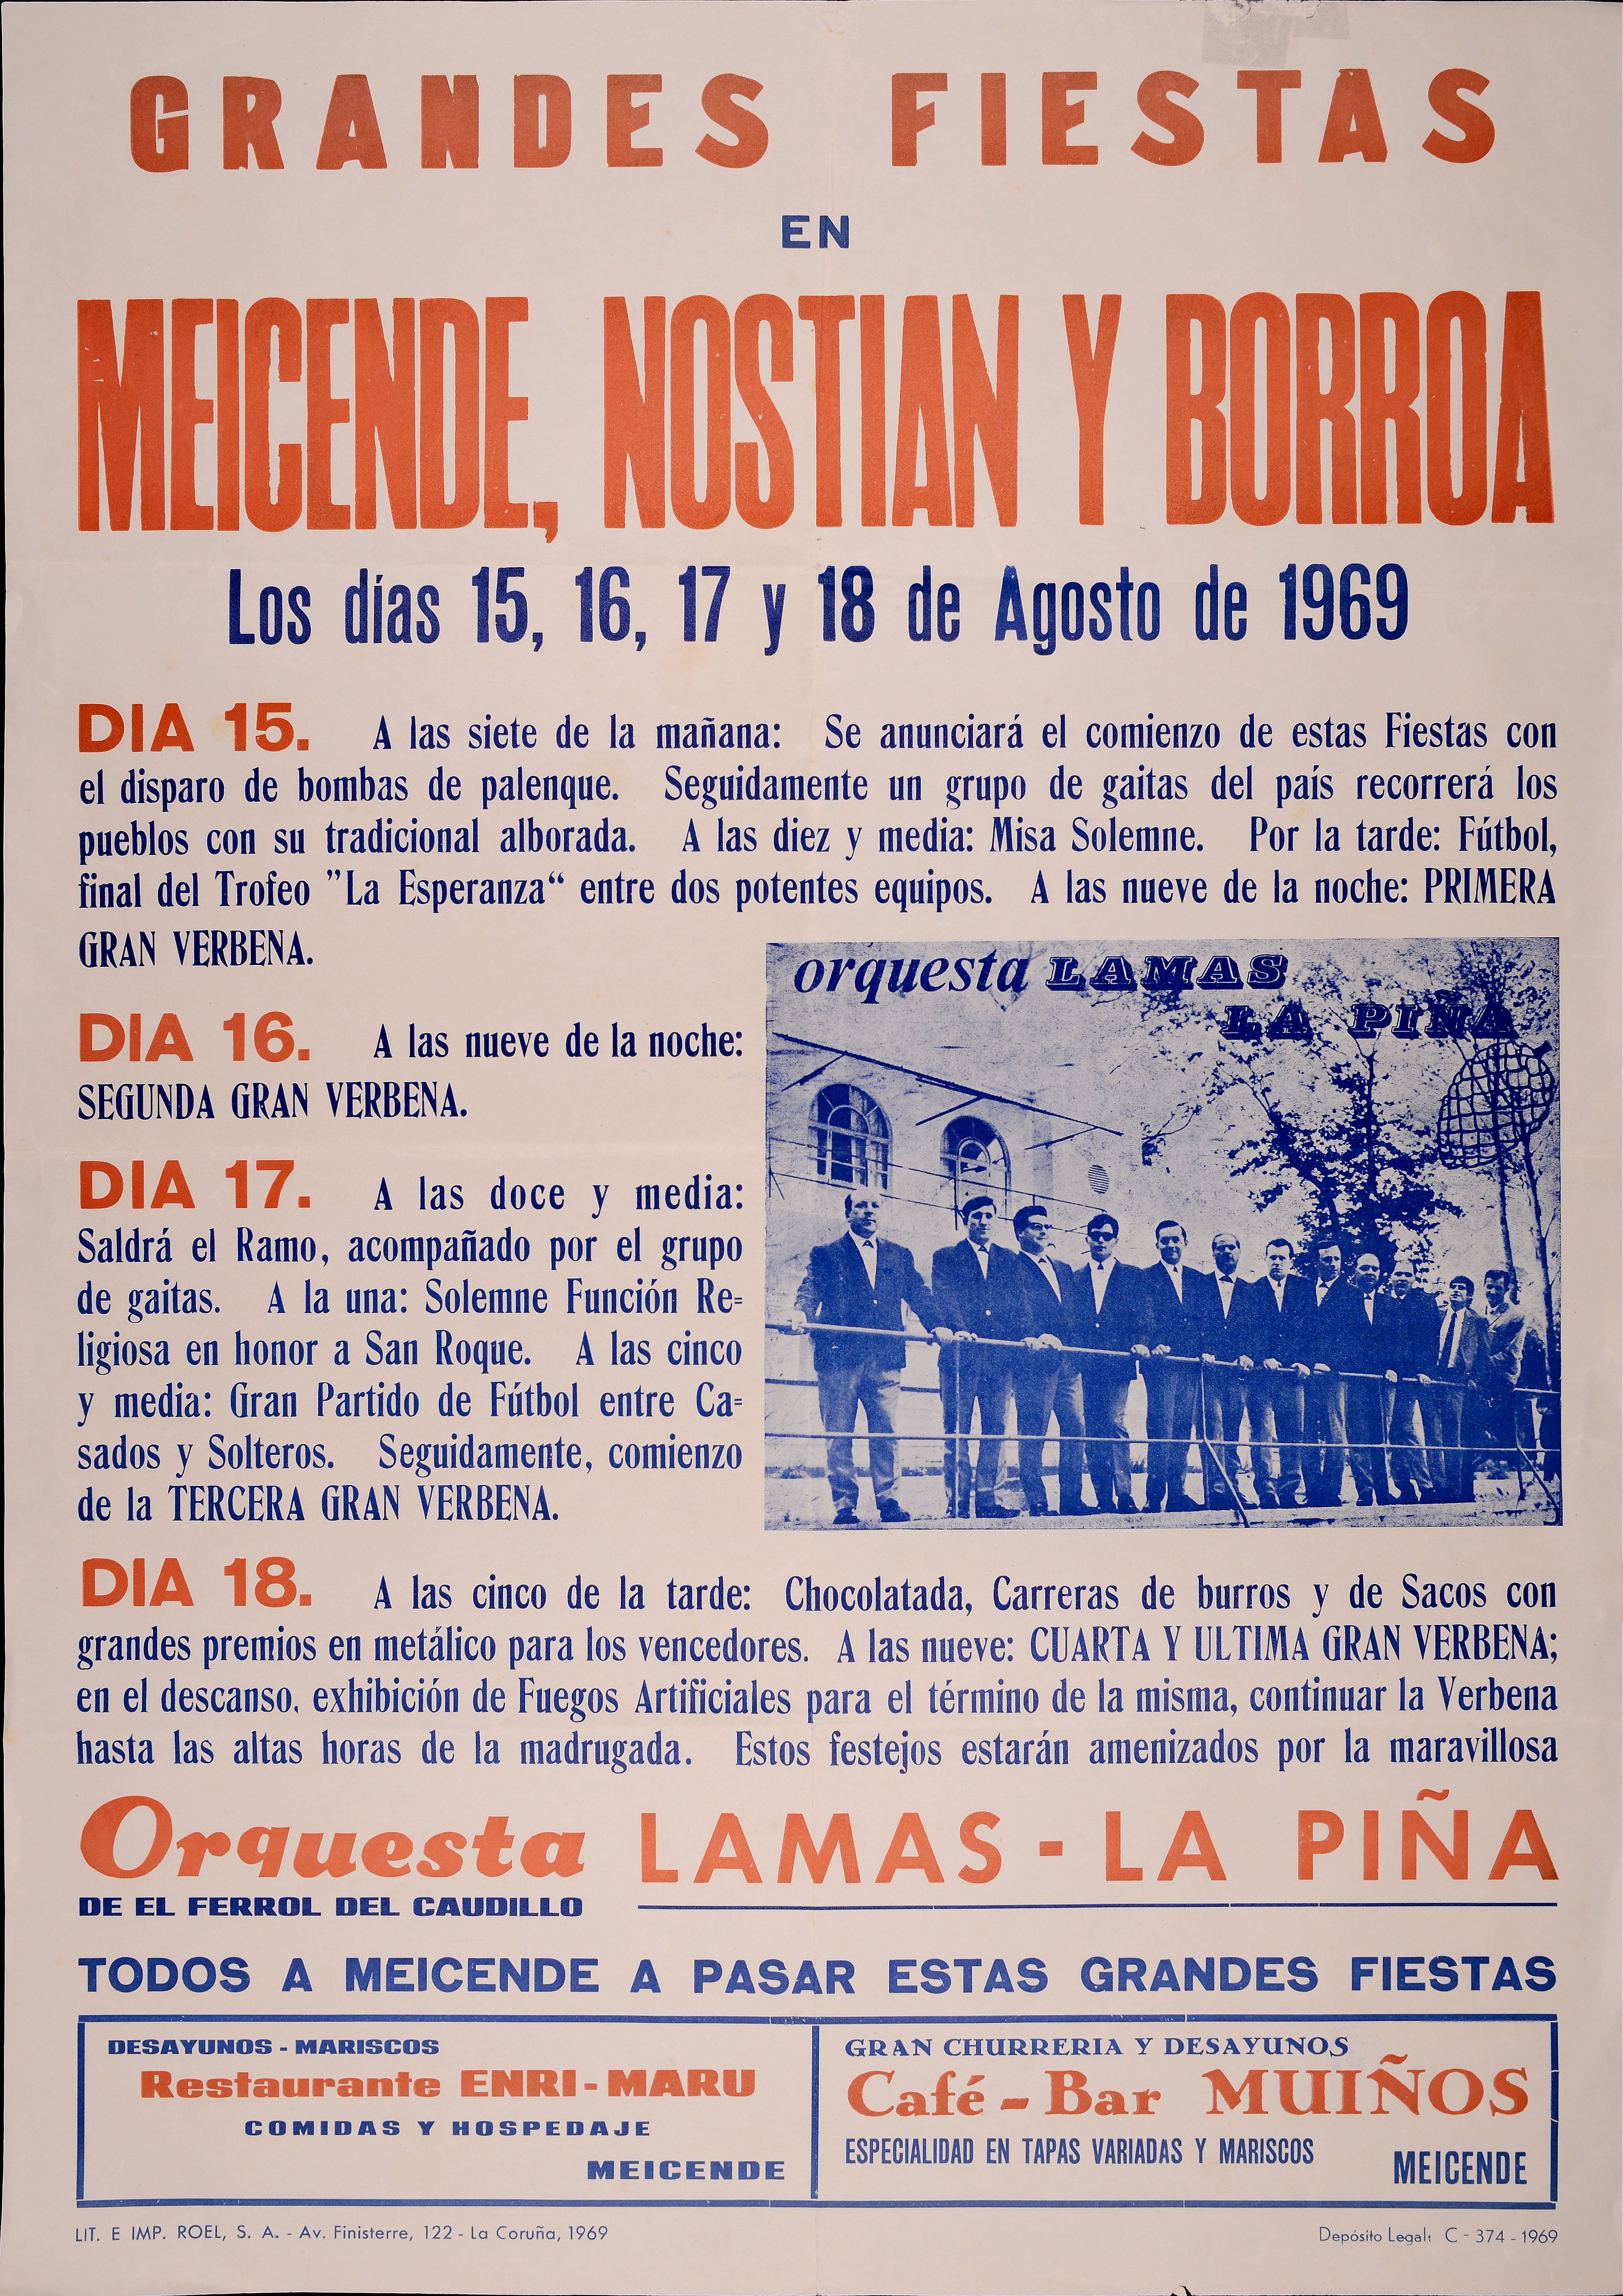 GRANDES FIESTAS
EN
MEICENDE, NOSTIAN Y BORROA
Los días 15, 16, 17 y 18 de Agosto de 1969
DIA 15. A las siete de la mañana: Se anunciará el comienzo de estas Fiestas con
el disparo de bombas de palenque. Seguidamente un grupo de gaitas del país recorrerá los
pueblos con su tradicional alborada. A las diez y media: Misa Solemne. Por la tarde: Fútbol,
final del Trofeo ”La Esperanza“ entre dos potentes equipos. A las nueve de la noche: PRIMERA
GRAN VERBENA.
orquesta LAMAS
LA PIÑA
DIA 16. A las nueve de la noche:
SEGUNDA GRAN VERBENA.
DIA 17. A las doce y media:
Saldrá el Ramo, acompañado por el grupo
de gaitas. A la una: Solemne Función Re=
ligiosa en honor a San Roque. A las cinco
y media: Gran Partido de Fútbol entre Ca=
sados y Solteros. Seguidamente, comienzo
de la TERCERA GRAN VERBENA.
DIA 18. A las cinco de la tarde: Chocolatada, Carreras de burros y de Sacos con
grandes premios en metálico para los vencedores. A las nueve: CUARTA Y ULTIMA GRAN VERBENA;
en el descanso, exhibición de Fuegos Artificiales para el término de la misma, continuar la Verbena
hasta las altas horas de la madrugada. Estos festejos estarán amenizados por la maravillosa
Orquesta LAMAS - LA PIÑA
DE EL FERROL DEL CAUDILLO
TODOS A MEICENDE A PASAR ESTAS GRANDES FIESTAS
DESAYUNOS - MARISCOS
Restaurante ENRI-MARU
COMIDAS Y HOSPEDAJE
MEICENDE
GRAN CHURRERIA Y DESAYUNOS
Café - Bar MUIÑOS
ESPECIALIDAD EN TAPAS VARIADAS Y MARISCOS
MEICENDE
LIT. E IMP. ROEL, S. A. - Av. Finisterre, 122 - La Coruña, 1969
Depósito Legal: C - 374 - 1969